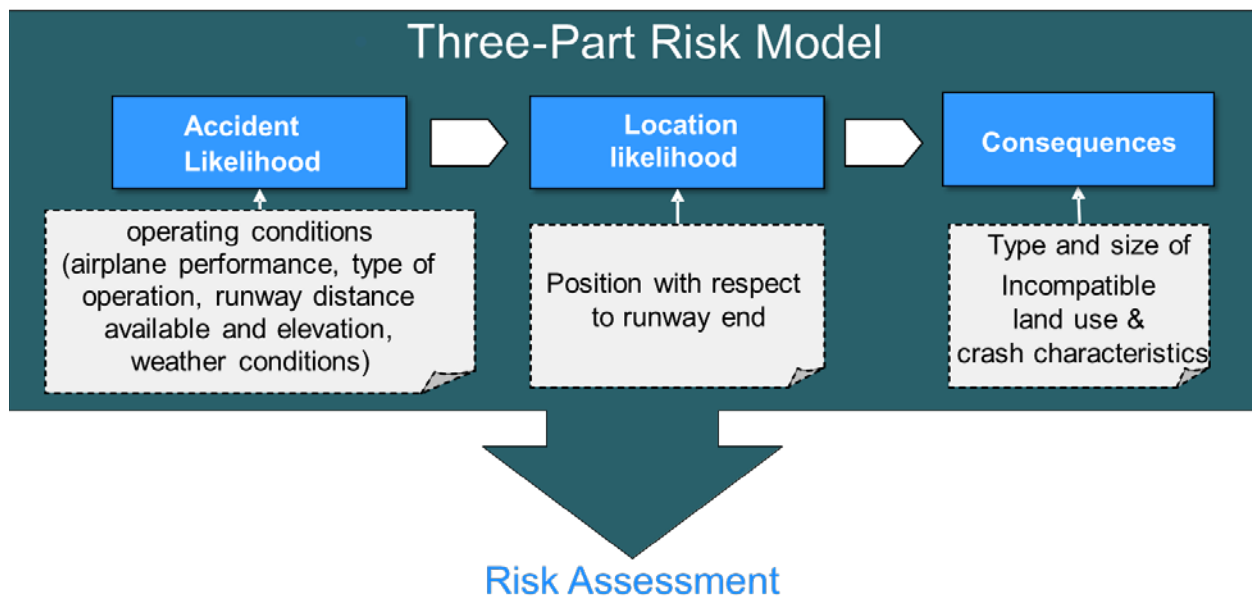 Three-Part Risk Model
Accident
Likelihood
Location
likelihood
Consequences
operating conditions
(airplane performance, type of
operation, runway distance
available and elevation,
weather conditions)
Position with respect
to runway end
Type and size of
Incompatible
land use &
crash characteristics
Risk Assessment